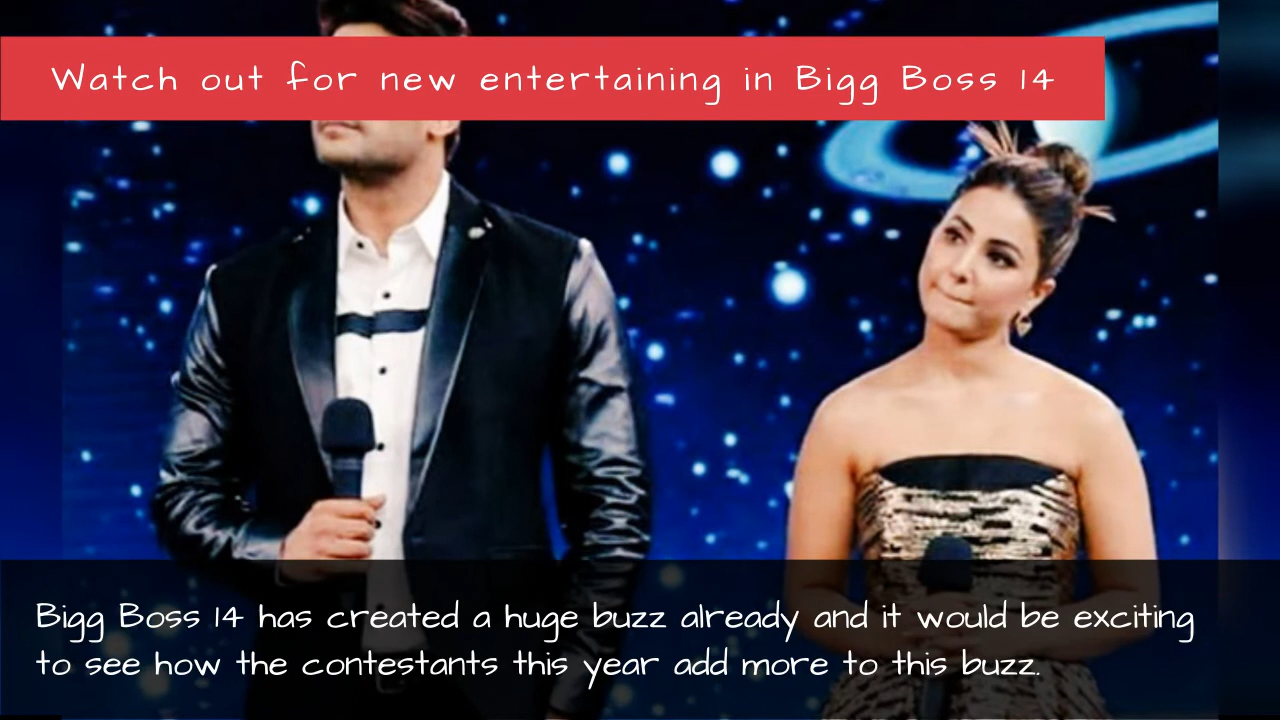 Watch out for new entertaining in Bigg Boss 14
Bigg Boss 14 has created a huge buzz already and it would be exciting
to see how the contestants this year add more to this buzz.